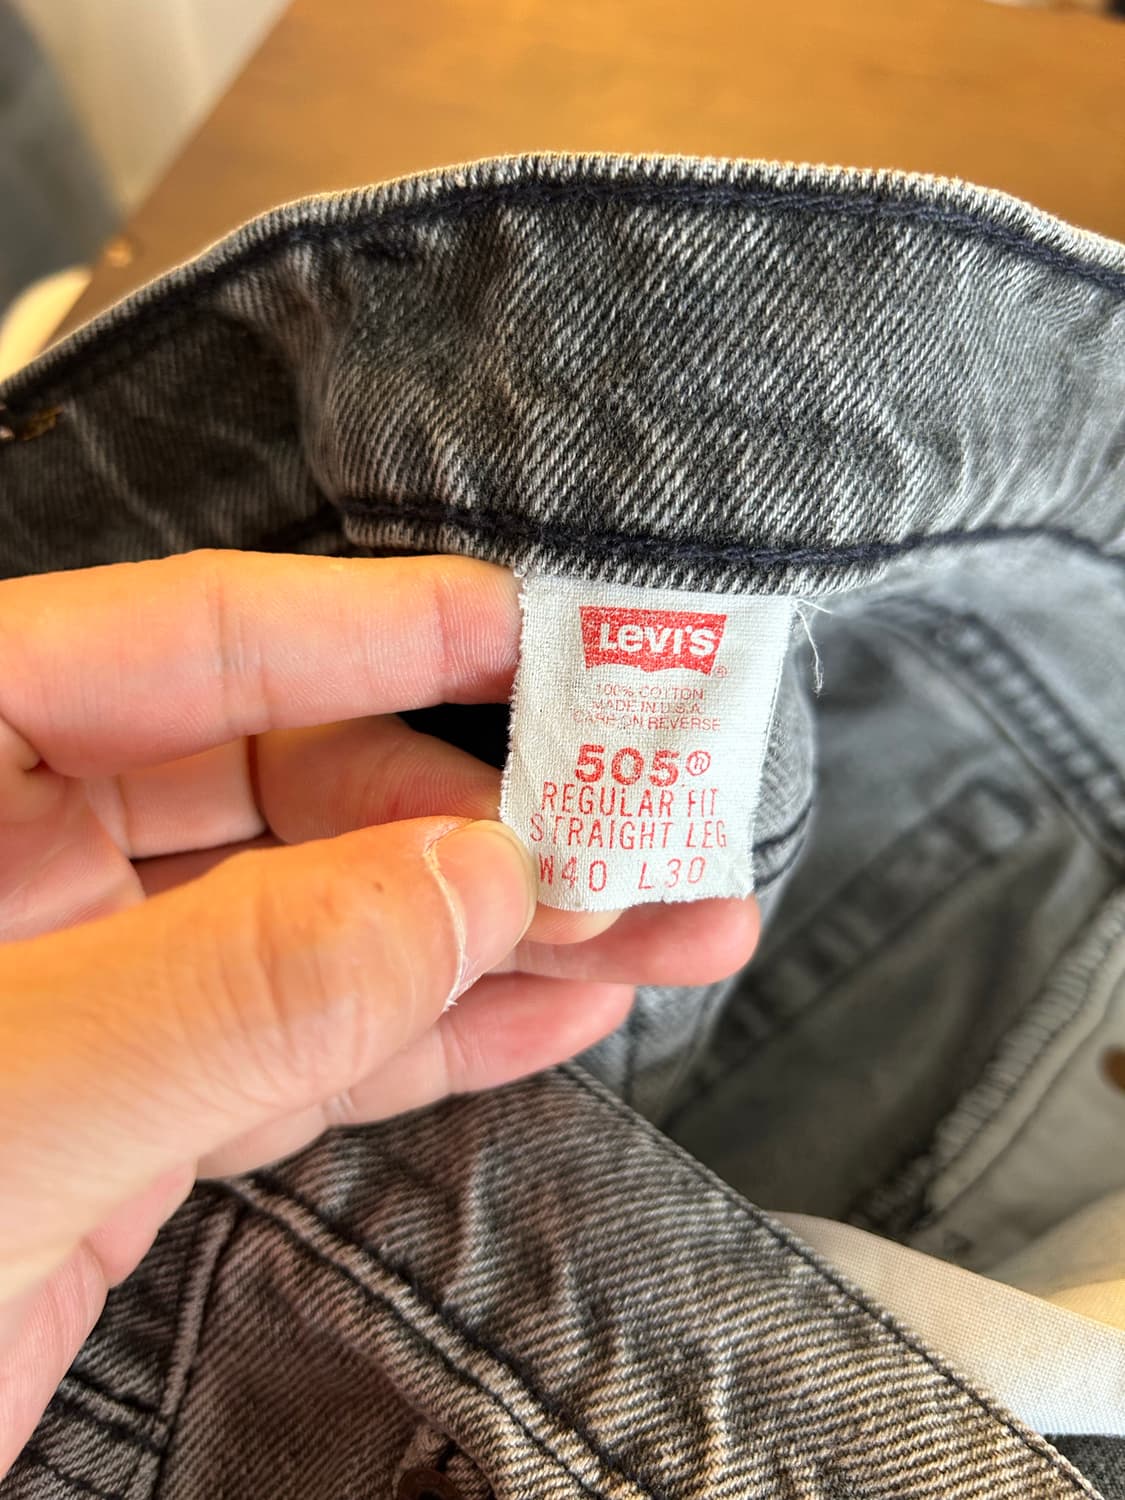 LEVI'S®
100% COTTON
MADE IN U.S.A.
CARE ON REVERSE
505®
REGULAR FIT
STRAIGHT LEG
W40 L30